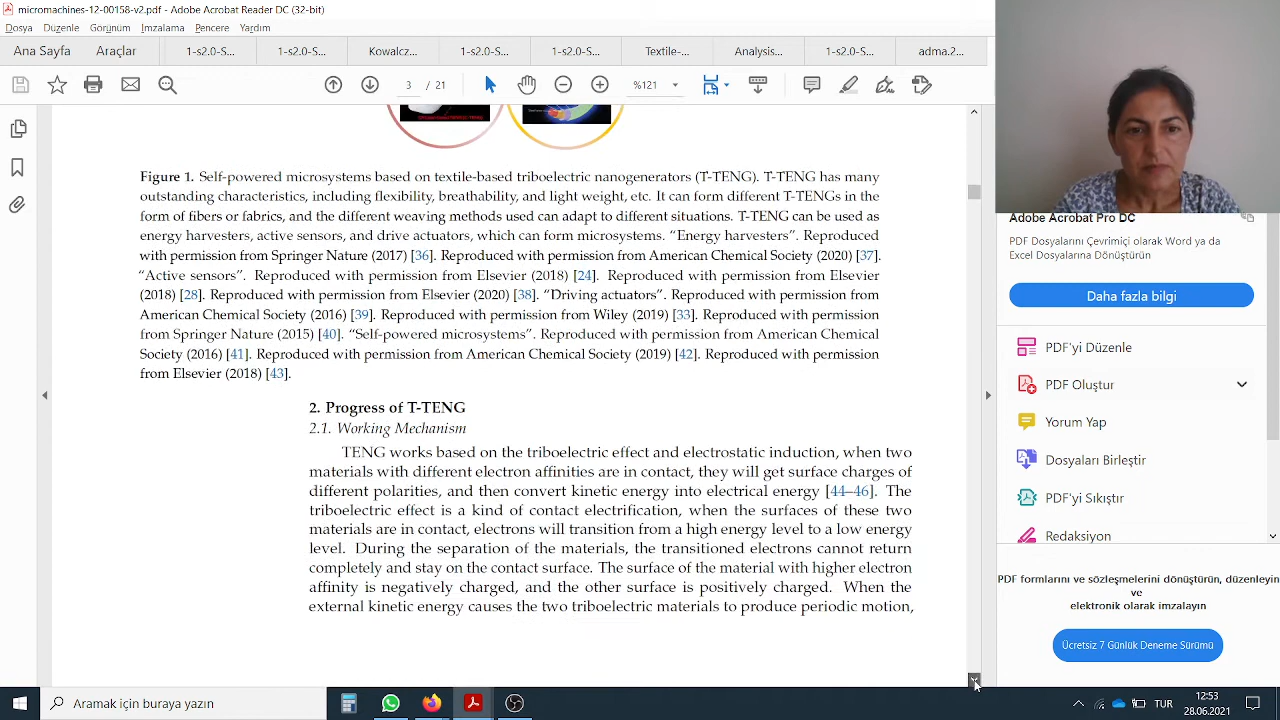 micromachines-12-00158-v2.pdf - Adobe Acrobat Reader DC (32-bit)
Dosya Düzenle Görünüm İmzalama Pencere Yardım
Ana Sayfa Araçlar 1-s2.0-S... 1-s2.0-S... Kowalcz... 1-s2.0-S... 1-s2.0-S... Textile-... Analysis... 1-s2.0-S... adma.2...
3 / 21 %121
Figure 1. Self-powered microsystems based on textile-based triboelectric nanogenerators (T-TENG). T-TENG has many
outstanding characteristics, including flexibility, breathability, and light weight, etc. It can form different T-TENGs in the
form of fibers or fabrics, and the different weaving methods used can adapt to different situations. T-TENG can be used as
energy harvesters, active sensors, and drive actuators, which can form microsystems. “Energy harvesters”. Reproduced
with permission from Springer Nature (2017) [36]. Reproduced with permission from American Chemical Society (2020) [37].
“Active sensors”. Reproduced with permission from Elsevier (2018) [24]. Reproduced with permission from Elsevier
(2018) [28]. Reproduced with permission from Elsevier (2020) [38]. “Driving actuators”. Reproduced with permission from
American Chemical Society (2016) [39]. Reproduced with permission from Wiley (2019) [33]. Reproduced with permission
from Springer Nature (2015) [40]. “Self-powered microsystems”. Reproduced with permission from American Chemical
Society (2016) [41]. Reproduced with permission from American Chemical Society (2019) [42]. Reproduced with permission
from Elsevier (2018) [43].
2. Progress of T-TENG
2.1. Working Mechanism
TENG works based on the triboelectric effect and electrostatic induction, when two
materials with different electron affinities are in contact, they will get surface charges of
different polarities, and then convert kinetic energy into electrical energy [44–46]. The
triboelectric effect is a kind of contact electrification, when the surfaces of these two
materials are in contact, electrons will transition from a high energy level to a low energy
level. During the separation of the materials, the transitioned electrons cannot return
completely and stay on the contact surface. The surface of the material with higher electron
affinity is negatively charged, and the other surface is positively charged. When the
external kinetic energy causes the two triboelectric materials to produce periodic motion,
Adobe Acrobat Pro DC
PDF Dosyalarını Çevrimiçi olarak Word ya da
Excel Dosyalarına Dönüştürün
Daha fazla bilgi
PDF'yi Düzenle
PDF Oluştur
Yorum Yap
Dosyaları Birleştir
PDF'yi Sıkıştır
Redaksiyon
PDF formlarını ve sözleşmelerini dönüştürün, düzenleyin
ve
elektronik olarak imzalayın
Ücretsiz 7 Günlük Deneme Sürümü
Aramak için buraya yazın
TUR
12:53
28.06.2021